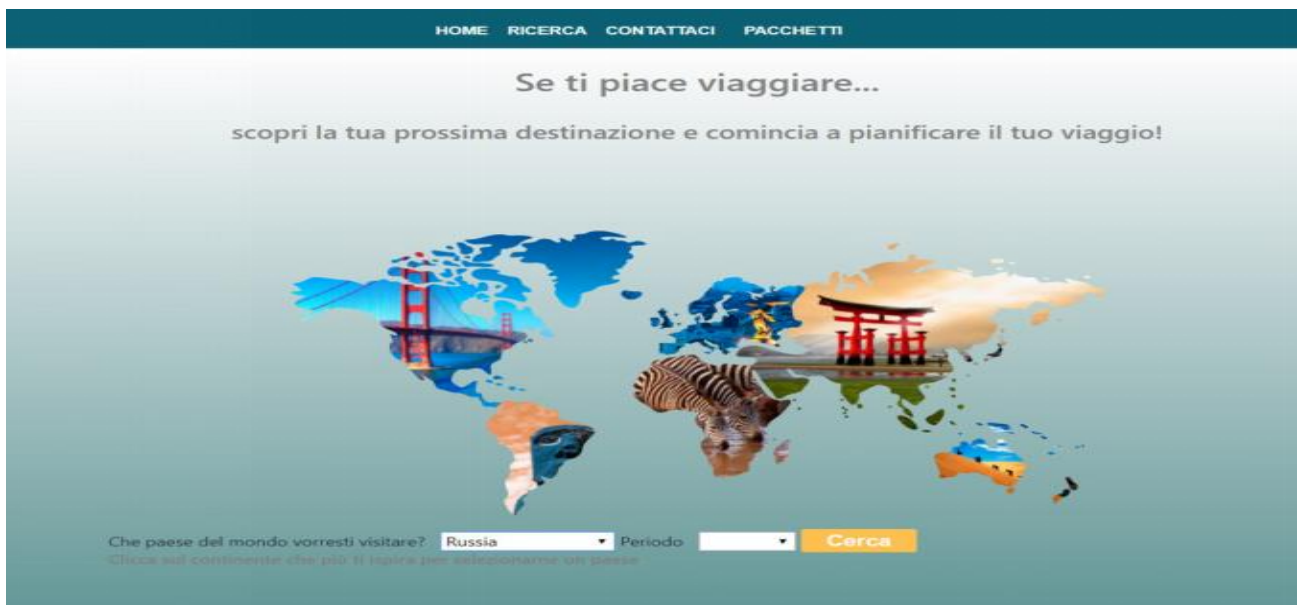 HOME RICERCA CONTATTACI PACCHETTI
Se ti piace viaggiare...
scopri la tua prossima destinazione e comincia a pianificare il tuo viaggio!
Che paese del mondo vorresti visitare? Russia Periodo Cerca
Clicca sul continente che più ti ispira per selezionarne un paese